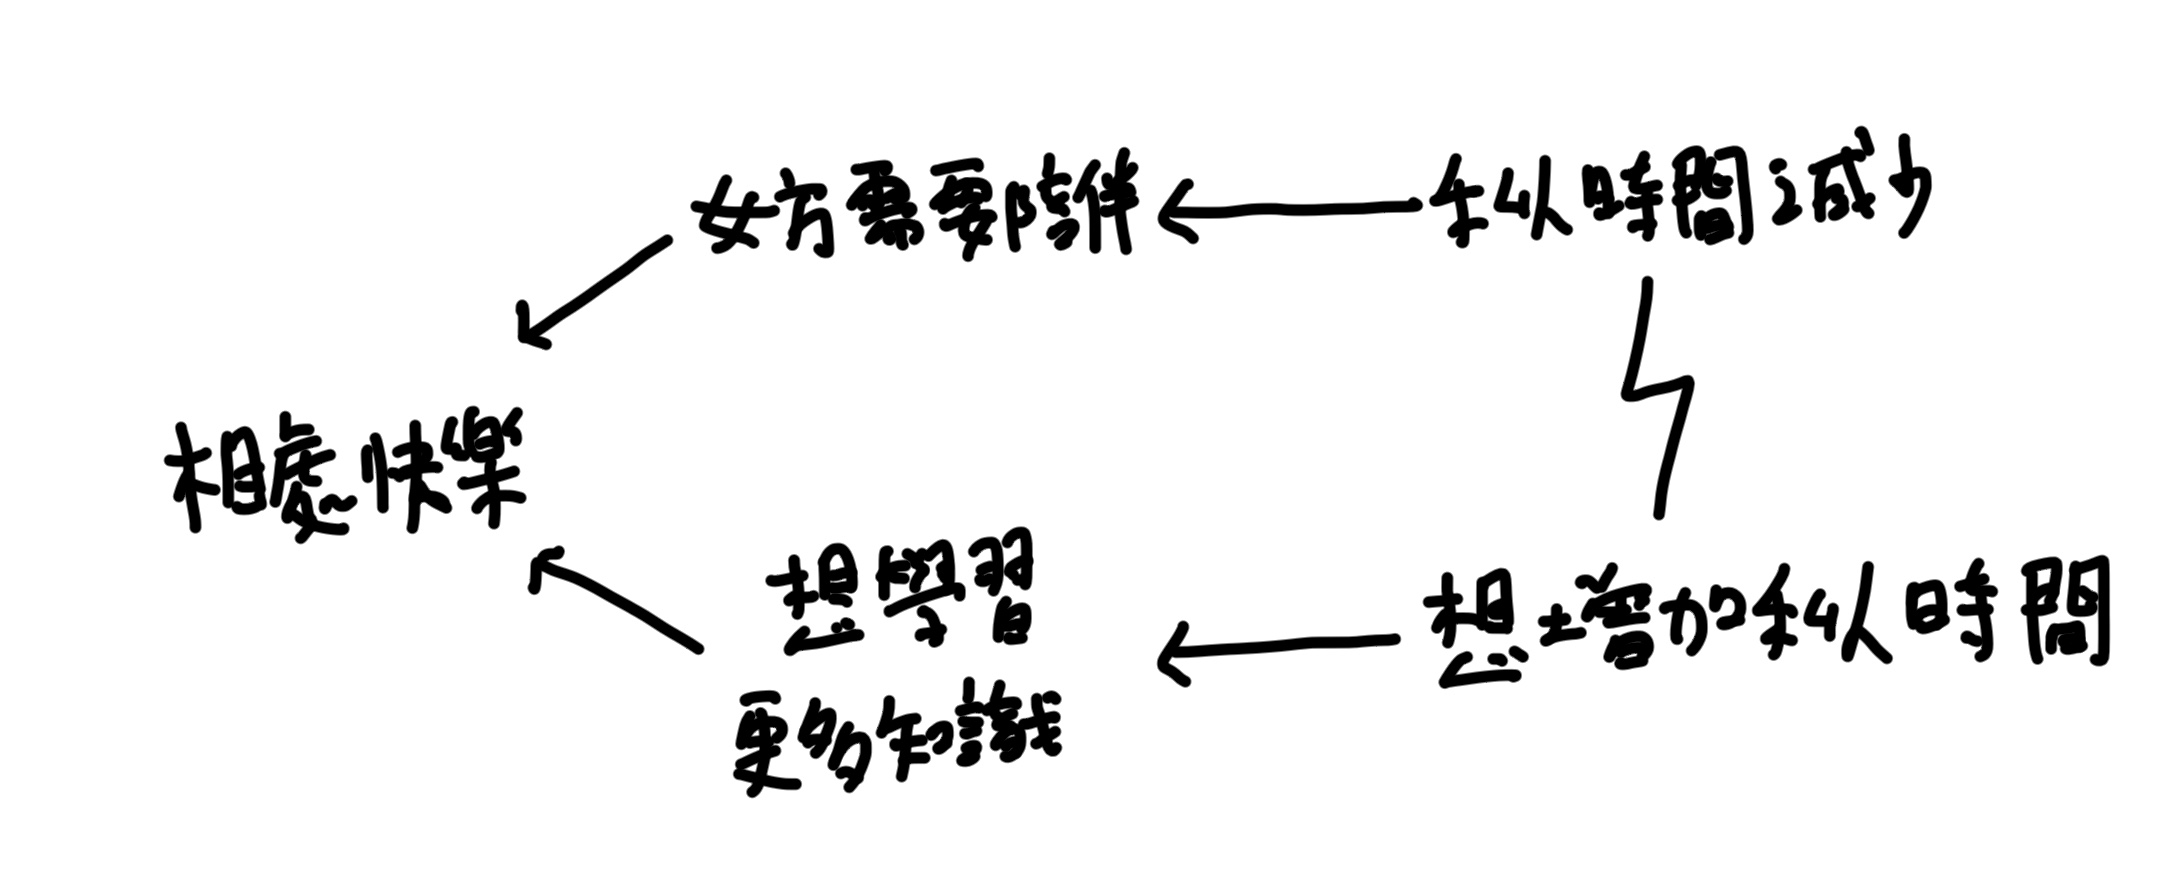 女方需要陪伴
私人時間減少
相處快樂
想學習
更多知識
想增加私人時間